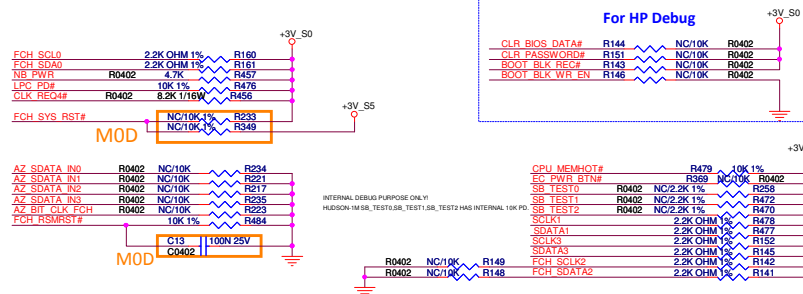 For HP Debug
+3V_S0
CLR_BIOS_DATA# R144 NC/10K R0402
CLR_PASSWORD# R151 NC/10K R0402
BOOT_BLK_REC# R143 NC/10K R0402
BOOT_BLK_WR_EN R146 NC/10K R0402
+3V_S0
FCH_SCL0 2.2K OHM 1% R160
FCH_SDA0 2.2K OHM 1% R161
NB_PWR R0402 4.7K R457
LPC_PD# 10K 1% R476
CLK_REQ4# R0402 8.2K 1/16W R456
+3V_S5
FCH_SYS_RST# NC/10K 1% R233
NC/10K 1% R349
M0D
AZ_SDATA_IN0 R0402 NC/10K R234
AZ_SDATA_IN1 R0402 NC/10K R221
AZ_SDATA_IN2 R0402 NC/10K R217
AZ_SDATA_IN3 R0402 NC/10K R235
AZ_BIT_CLK_FCH R0402 NC/10K R223
FCH_RSMRST# 10K 1% R484
C13 100N 25V
C0402
M0D
INTERNAL DEBUG PURPOSE ONLY!
HUDSON-1M SB_TEST0,SB_TEST1,SB_TEST2 HAS INTERNAL 10K PD.
+3V
CPU_MEMHOT# R479 10K 1%
EC_PWR_BTN# R369 NC/10K R0402
SB_TEST0 R0402 NC/2.2K 1% R258
SB_TEST1 R0402 NC/2.2K 1% R472
SB_TEST2 R0402 NC/2.2K 1% R470
SCLK1 2.2K OHM 1% R478
SDATA1 2.2K OHM 1% R477
SCLK3 2.2K OHM 1% R152
SDATA3 2.2K OHM 1% R145
R0402 NC/10K R149 FCH_SCLK2 2.2K OHM 1% R142
R0402 NC/10K R148 FCH_SDATA2 2.2K OHM 1% R141